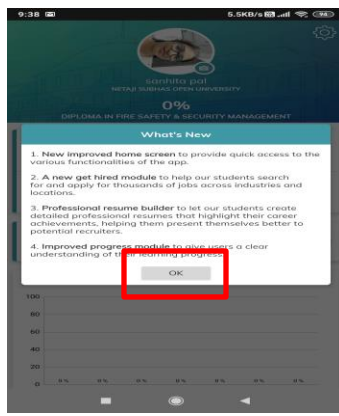 9:38
5.5KB/s
94
sanhita pal
NETAJI SUBHAS OPEN UNIVERSITY
0%
DIPLOMA IN FIRE SAFETY & SECURITY MANAGEMENT
What's New
1. New improved home screen to provide quick access to the
various functionalities of the app.
2. A new get hired module to help our students search
for and apply for thousands of jobs across industries and
locations.
3. Professional resume builder to let our students create
detailed professional resumes that highlight their career
achievements, helping them present themselves better to
potential recruiters.
4. Improved progress module to give users a clear
understanding of their learning progress.
OK
100
80
60
40
20
0
0 % 0 % 0 % 0 % 0 % 0 % 0 %